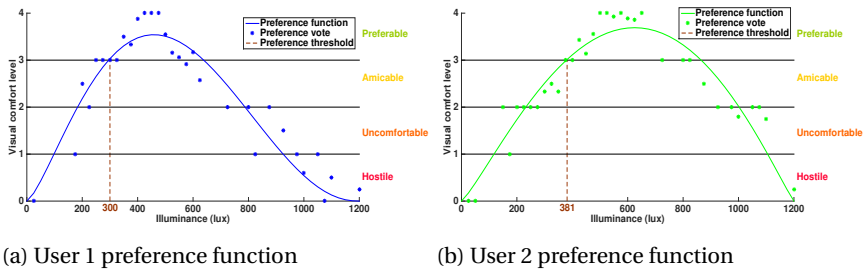 Visual comfort level
4
3
2
1
0
0
200
300
400
600
800
1000
1200
Illuminance (lux)
Preference function
Preference vote
Preference threshold
Preferable
Amicable
Uncomfortable
Hostile
(a) User 1 preference function
Visual comfort level
4
3
2
1
0
0
200
381
400
600
800
1000
1200
Illuminance (lux)
Preference function
Preference vote
Preference threshold
Preferable
Amicable
Uncomfortable
Hostile
(b) User 2 preference function